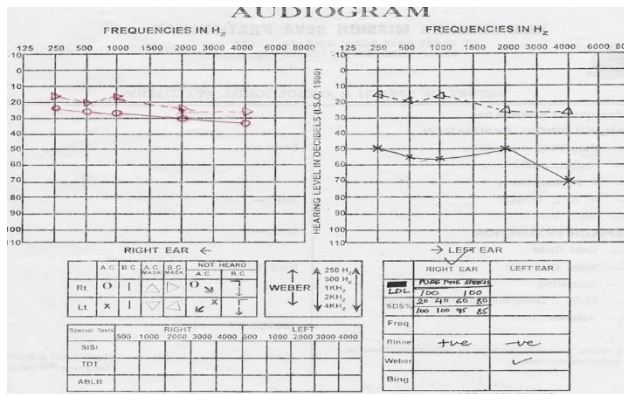 AUDIOGRAM
FREQUENCIES IN Hz
125 250 500 1000 1500 2000 3000 4000 6000 8000
-10
0
10
20
30
40
50
60
70
80
90
100
110
RIGHT EAR ←
HEARING LEVEL IN DECIBELS (I.S.O. 1980)
FREQUENCIES IN Hz
125 250 500 1000 1500 2000 3000 4000 6000
-10
0
10
20
30
40
50
60
70
80
90
100
110
→ LEFT EAR
A.C. B.C. A.C. MASK B.C. MASK NOT HEARD
A.C. B.C.
Rt O
Lt x
WEBER
250 Hz
500 Hz
1KHz
2KHz
4KHz
RIGHT EAR LEFT EAR
PURE TONE SPEECH
LDL 100 100
SDS 20 40 60 80
100 100 95 85
Freq
Rinne +ve -ve
Weber ✓
Bing
Special Tests RIGHT LEFT
500 1000 2000 3000 4000 500 1000 2000 3000 4000
SISI
TDT
ABLB